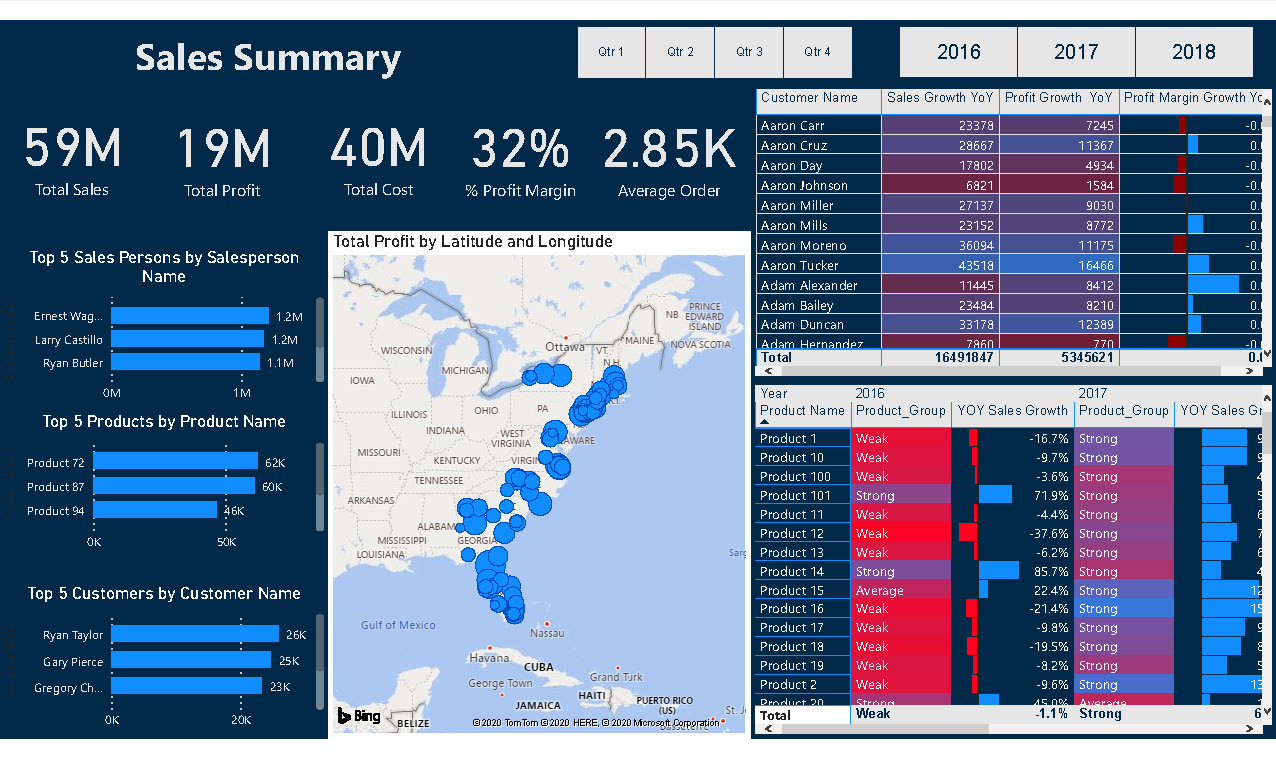 Sales Summary
Qtr 1 Qtr 2 Qtr 3 Qtr 4
2016 2017 2018
59M 19M 40M 32% 2.85K
Total Sales Total Profit Total Cost % Profit Margin Average Order
Top 5 Sales Persons by Salesperson
Name
Ernest Wag... 1.2M
Larry Castillo 1.2M
Ryan Butler 1.1M
0M 1M
Top 5 Products by Product Name
Product 72 62K
Product 87 60K
Product 94 46K
0K 50K
Top 5 Customers by Customer Name
Ryan Taylor 26K
Gary Pierce 25K
Gregory Ch... 23K
0K 20K
Total Profit by Latitude and Longitude
PRINCE
EDWARD
ISLAND
NB
NOVA SCOTIA
MAINE
Ottawa
VT.
N.H.
WISCONSIN
MICHIGAN
IOWA
ILLINOIS
INDIANA
OHIO
PA
WEST
VIRGINIA
MISSOURI
KENTUCKY
TENNESSEE
ARKANSAS
MISSISSIPPI
GEORGIA
LOUISIANA
Gulf of Mexico
Nassau
Havana
CUBA
George Town
Grand Turk
HAITI
JAMAICA
PUERTO RICO
(US)
BELIZE
Bing
©2020 TomTom ©2020 HERE, © 2020 Microsoft Corporation
Customer Name Sales Growth YoY Profit Growth YoY Profit Margin Growth Yo
Aaron Carr 23378 7245 -0.
Aaron Cruz 28667 11367 0.
Aaron Day 17802 4934 -0.
Aaron Johnson 6821 1584 -0.
Aaron Miller 27137 9030 0.
Aaron Mills 23152 8772 0.
Aaron Moreno 36094 11175 -0.
Aaron Tucker 43518 16466 0.
Adam Alexander 11445 8412 0.
Adam Bailey 23484 8210 0.
Adam Duncan 33178 12389 0.
Adam Hernandez 7860 770 -0.
Total 16491847 5345621 0.
Year 2016 2017
Product Name Product_Group YOY Sales Growth Product_Group YOY Sales Gr
Product 1 Weak -16.7% Strong
Product 10 Weak -9.7% Strong
Product 100 Weak -3.6% Strong
Product 101 Strong 71.9% Strong
Product 11 Weak -4.4% Strong
Product 12 Weak -37.6% Strong
Product 13 Weak -6.2% Strong
Product 14 Strong 85.7% Strong
Product 15 Average 22.4% Strong 12
Product 16 Weak -21.4% Strong 15
Product 17 Weak -9.8% Strong
Product 18 Weak -19.5% Strong
Product 19 Weak -8.2% Strong
Product 2 Weak -9.6% Strong 13
Product 20 Strong 45.0% Average
Total Weak -1.1% Strong 6